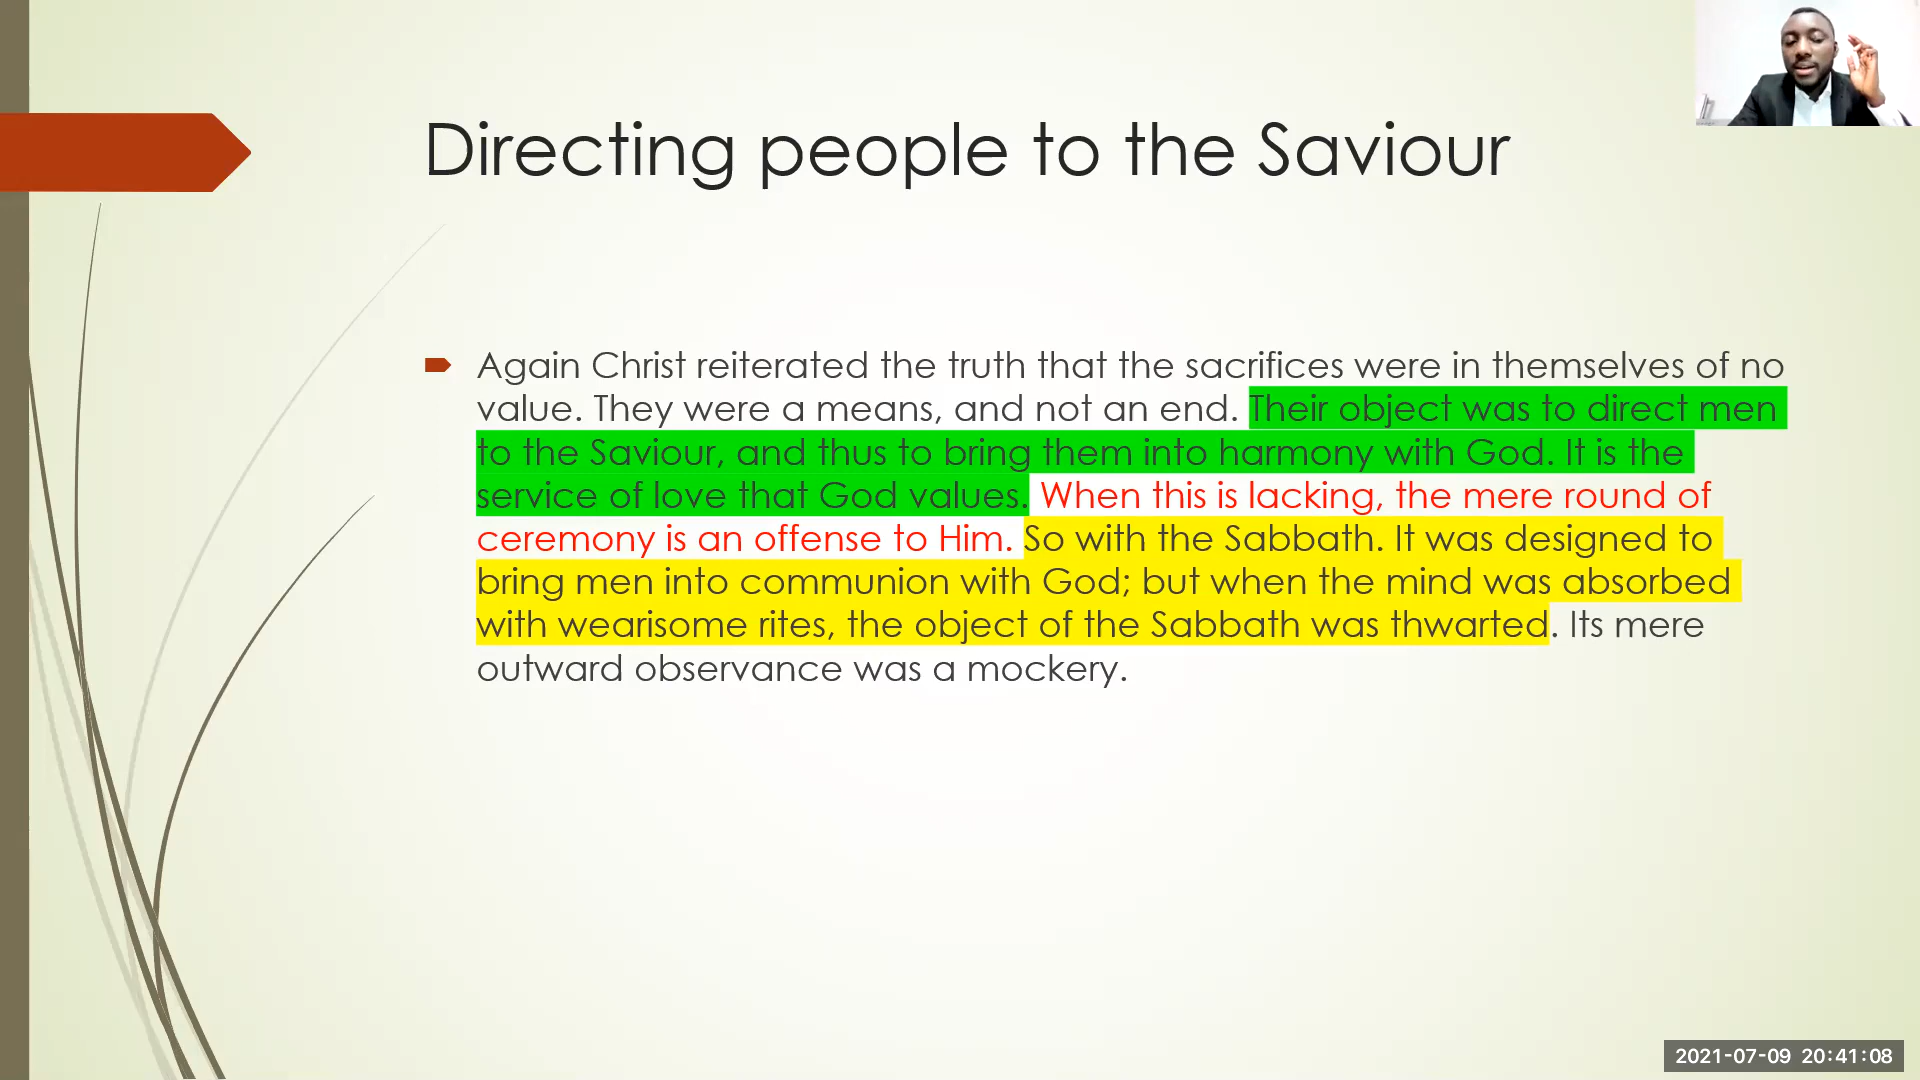 Directing people to the Saviour
Again Christ reiterated the truth that the sacrifices were in themselves of no
value. They were a means, and not an end. Their object was to direct men
to the Saviour, and thus to bring them into harmony with God. It is the
service of love that God values. When this is lacking, the mere round of
ceremony is an offense to Him. So with the Sabbath. It was designed to
bring men into communion with God; but when the mind was absorbed
with wearisome rites, the object of the Sabbath was thwarted. Its mere
outward observance was a mockery.
2021-07-09 20:41:08